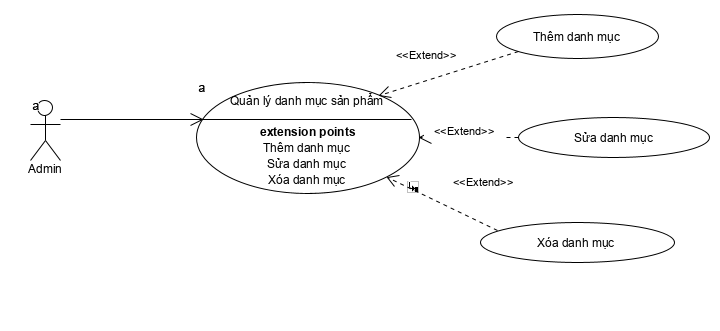 Thêm danh mục
<<Extend>>
a
Quản lý danh mục sản phẩm
a
extension points
Thêm danh mục
Sửa danh mục
Xóa danh mục
<<Extend>>
Sửa danh mục
Admin
<<Extend>>
Xóa danh mục